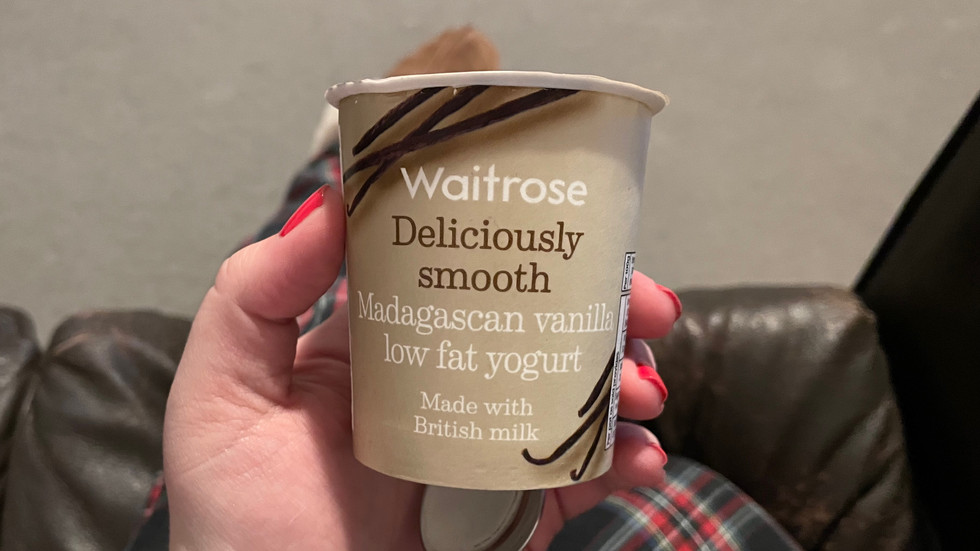 Waitrose
Deliciously
smooth
Madagascan vanilla
low fat yogurt
Made with
British milk